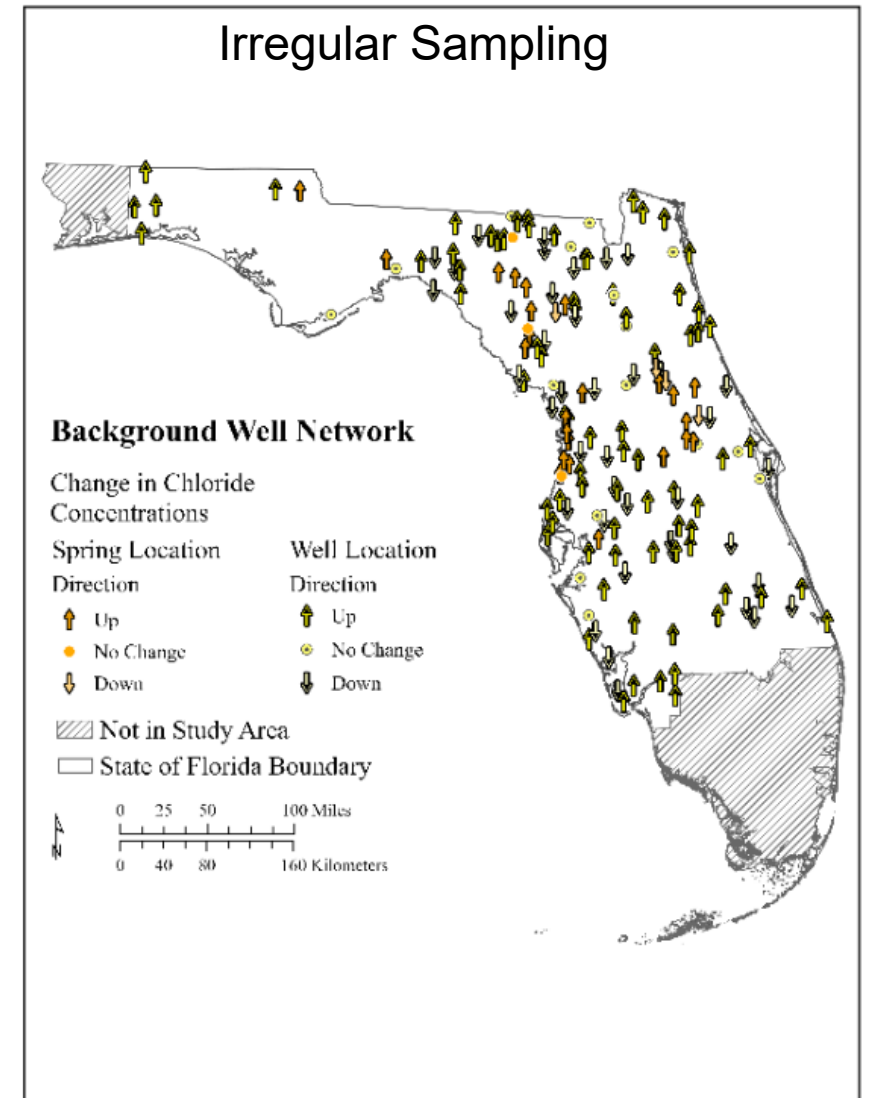 Irregular Sampling
Background Well Network
Change in Chloride
Concentrations
Spring Location Well Location
Direction Direction
Up Up
No Change No Change
Down Down
Not in Study Area
State of Florida Boundary
0 25 50 100 Miles
0 40 80 160 Kilometers
N